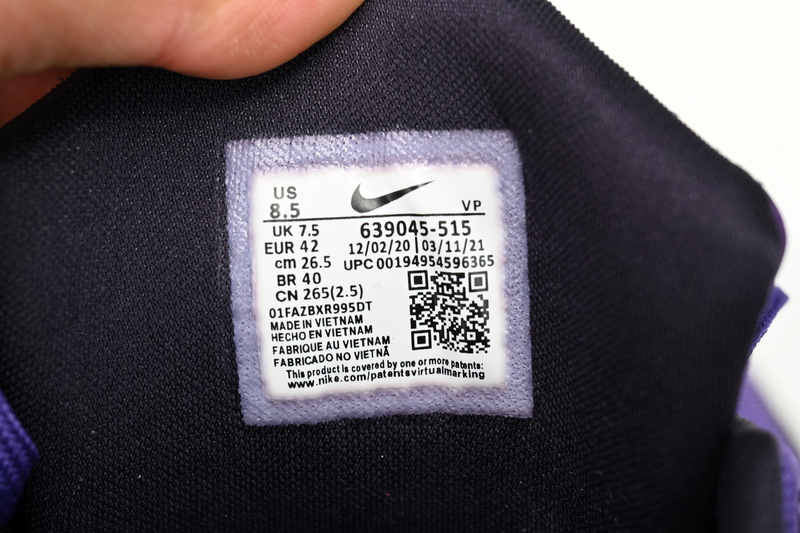 US
8.5
VP
UK 7.5
EUR 42
cm 26.5
BR 40
CN 265(2.5)
639045-515
12/02/20 | 03/11/21
UPC 00194954596365
01FAZBXR995DT
MADE IN VIETNAM
HECHO EN VIETNAM
FABRIQUE AU VIETNAM
FABRICADO NO VIETNÃ
This product is covered by one or more patents:
www.nike.com/patentsvirtualmarking